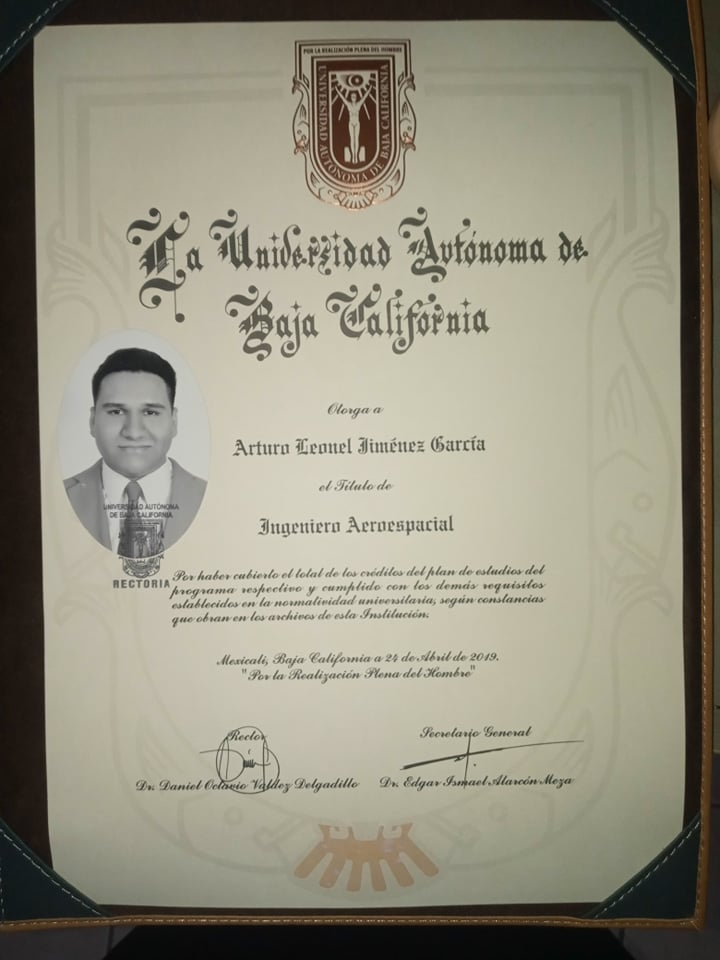 POR LA REALIZACIÓN PLENA DEL HOMBRE
UNIVERSIDAD AUTÓNOMA DE BAJA CALIFORNIA
La Universidad Autónoma de
Baja California
Otorga a
Arturo Leonel Jiménez García
el Título de
Ingeniero Aeroespacial
UNIVERSIDAD AUTÓNOMA
DE BAJA CALIFORNIA
RECTORIA
Por haber cubierto el total de los créditos del plan de estudios del
programa respectivo y cumplido con los demás requisitos
establecidos en la normatividad universitaria, según constancias
que obran en los archivos de esta Institución.
Mexicali, Baja California a 24 de Abril de 2019.
"Por la Realización Plena del Hombre"
Rector
Secretario General
Dr. Daniel Octavio Valdez Delgadillo
Dr. Edgar Ismael Alarcón Meza